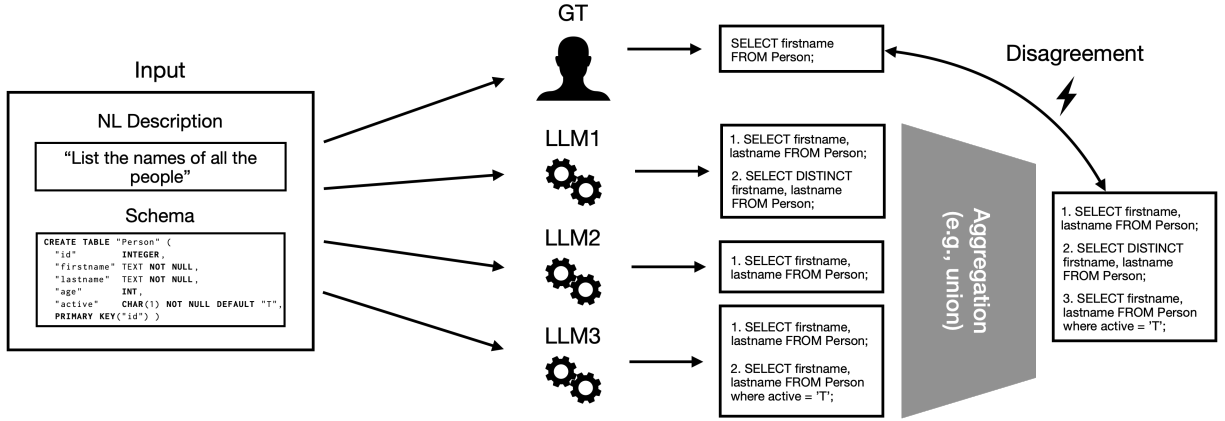 Input
NL Description
“List the names of all the
people”
Schema
CREATE TABLE "Person" (
"id" INTEGER,
"firstname" TEXT NOT NULL,
"lastname" TEXT NOT NULL,
"age" INT,
"active" CHAR(1) NOT NULL DEFAULT "T",
PRIMARY KEY("id") )
GT
SELECT firstname
FROM Person;
LLM1
1. SELECT firstname,
lastname FROM Person;
2. SELECT DISTINCT
firstname, lastname
FROM Person;
LLM2
1. SELECT firstname,
lastname FROM Person;
LLM3
1. SELECT firstname,
lastname FROM Person;
2. SELECT firstname,
lastname FROM Person
where active = 'T';
Aggregation
(e.g., union)
Disagreement
1. SELECT firstname,
lastname FROM Person;
2. SELECT DISTINCT
firstname, lastname
FROM Person;
3. SELECT firstname,
lastname FROM Person
where active = 'T';